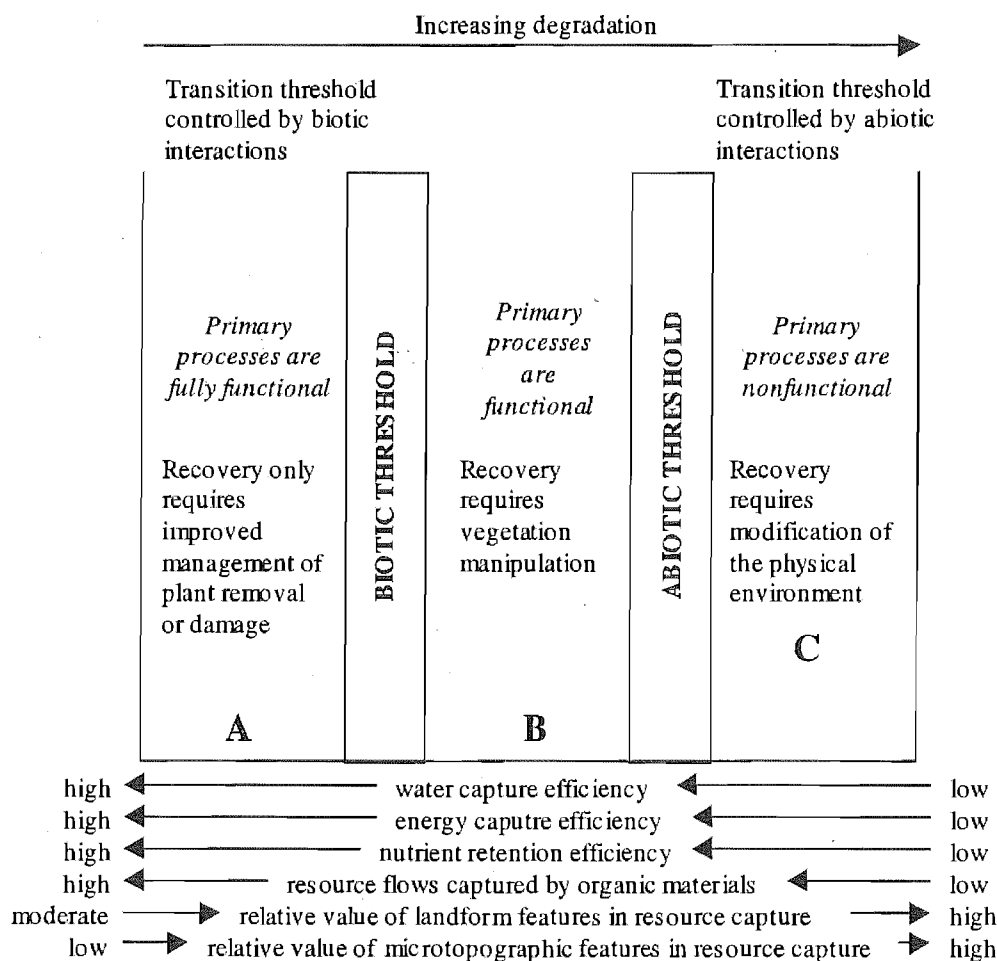 Increasing degradation
Transition threshold
controlled by biotic
interactions
Transition threshold
controlled by abiotic
interactions
Primary
processes are
fully functional
Recovery only
requires
improved
management of
plant removal
or damage
A
BIOTIC THRESHOLD
Primary
processes
are
functional
Recovery
requires
vegetation
manipulation
B
ABIOTIC THRESHOLD
Primary
processes are
nonfunctional
Recovery
requires
modification of
the physical
environment
C
high water capture efficiency low
high energy caputre efficiency low
high nutrient retention efficiency low
high resource flows captured by organic materials low
moderate relative value of landform features in resource capture high
low relative value of microtopographic features in resource capture high